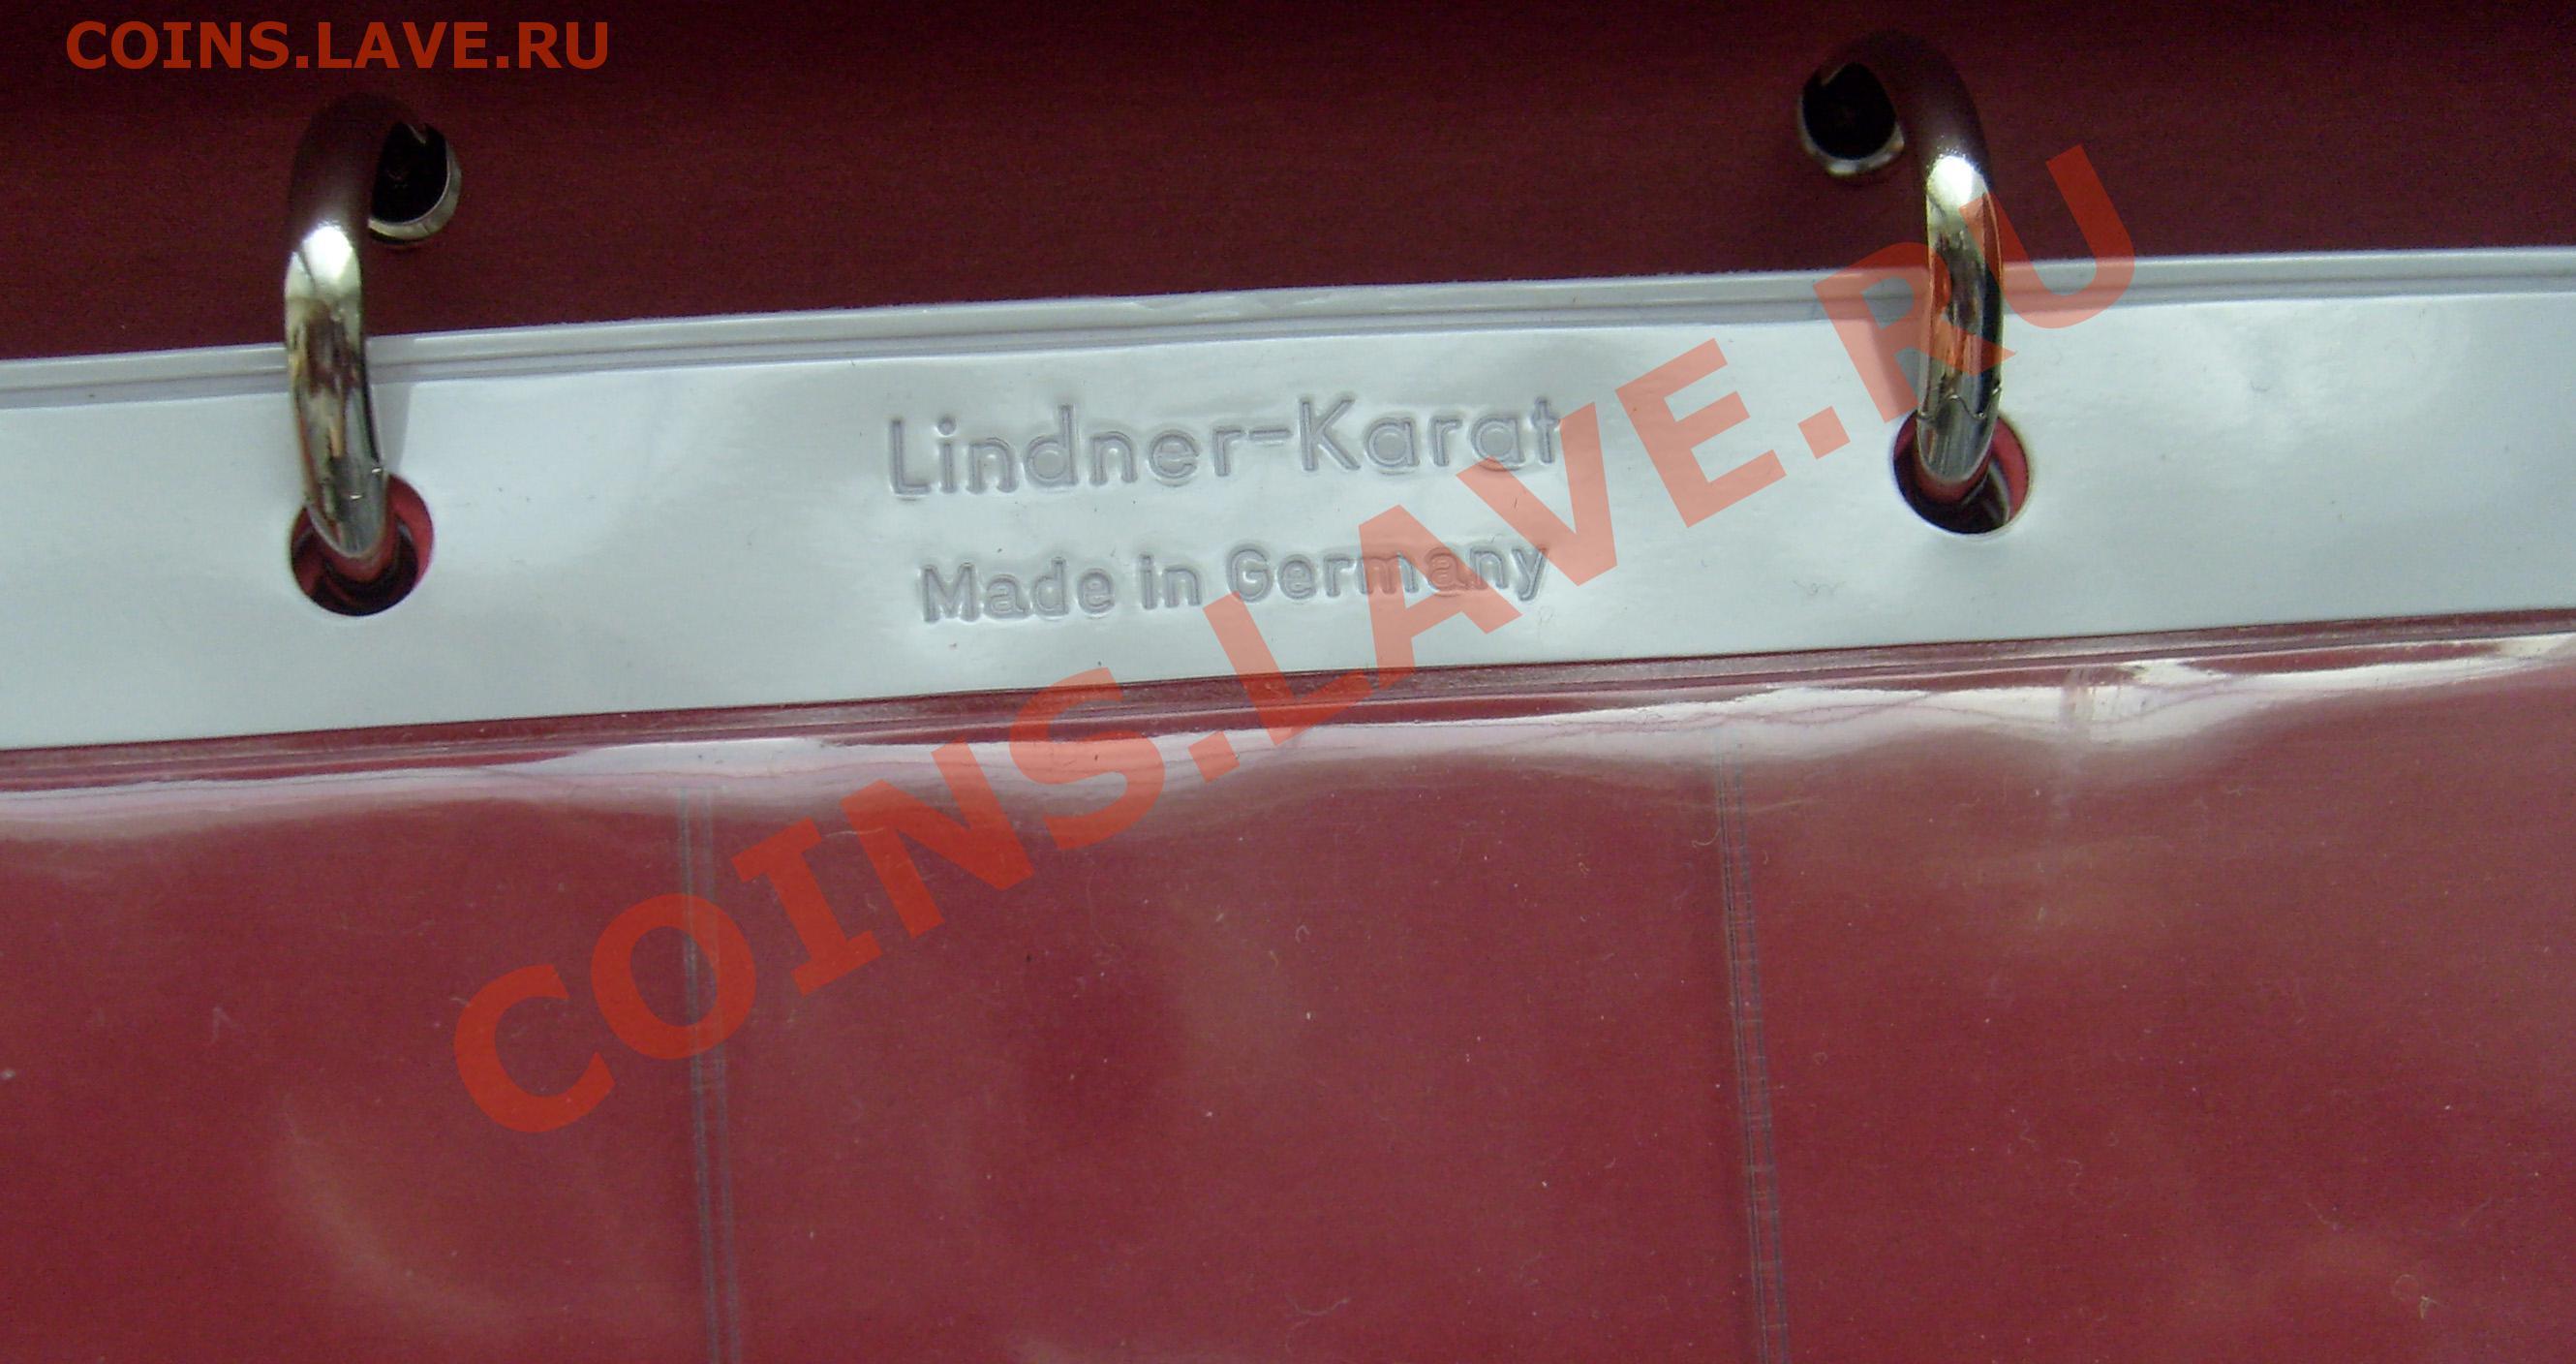 COINS.LAVE.RU
Lindner-Karat
Made in Germany
COINS.LAVE.RU